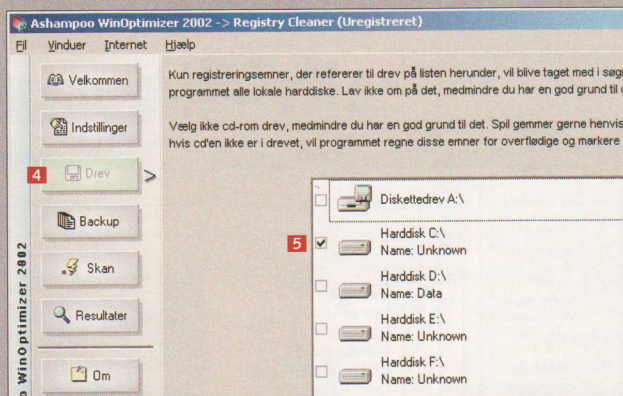 Ashampoo WinOptimizer 2002 -> Registry Cleaner (Uregistreret)
Fil Vinduer Internet Hjælp
Velkommen
Indstillinger
4 Drev >
Backup
Skan
Resultater
Om
WinOptimizer 2002
Kun registreringsemner, der refererer til drev på listen herunder, vil blive taget med i
programmet alle lokale harddiske. Lav ikke om på det, medmindre du har en god grund til
Vælg ikke cd-rom drev, medmindre du har en god grund til det. Spil gemmer gerne
hvis cd'en ikke er i drevet, vil programmet regne disse emner for overflødige og markere
Diskettedrev A:\
5 Harddisk C:\
Name: Unknown
Harddisk D:\
Name: Data
Harddisk E:\
Name: Unknown
Harddisk F:\
Name: Unknown